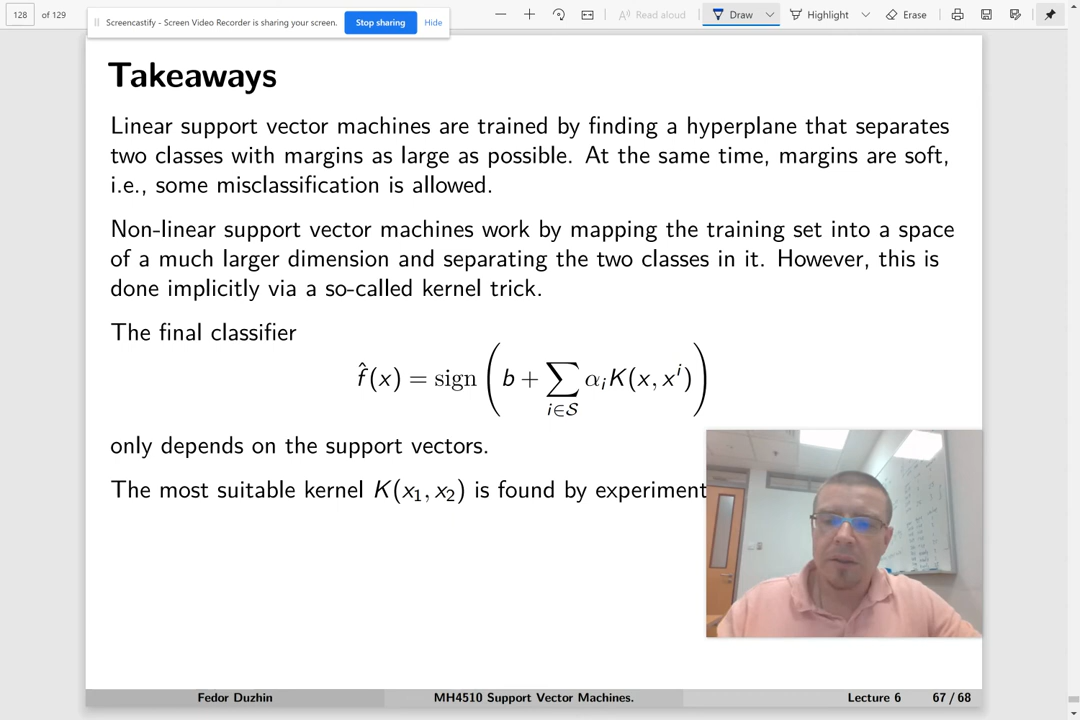 128 of 129
Screencastify - Screen Video Recorder is sharing your screen. Stop sharing Hide
Read aloud Draw Highlight Erase
Takeaways
Linear support vector machines are trained by finding a hyperplane that separates
two classes with margins as large as possible. At the same time, margins are soft,
i.e., some misclassification is allowed.
Non-linear support vector machines work by mapping the training set into a space
of a much larger dimension and separating the two classes in it. However, this is
done implicitly via a so-called kernel trick.
The final classifier
f̂(x) = sign (b + ∑_{i∈S} α_i K(x, x^i))
only depends on the support vectors.
The most suitable kernel K(x₁, x₂) is found by experiment
Fedor Duzhin MH4510 Support Vector Machines. Lecture 6 67 / 68